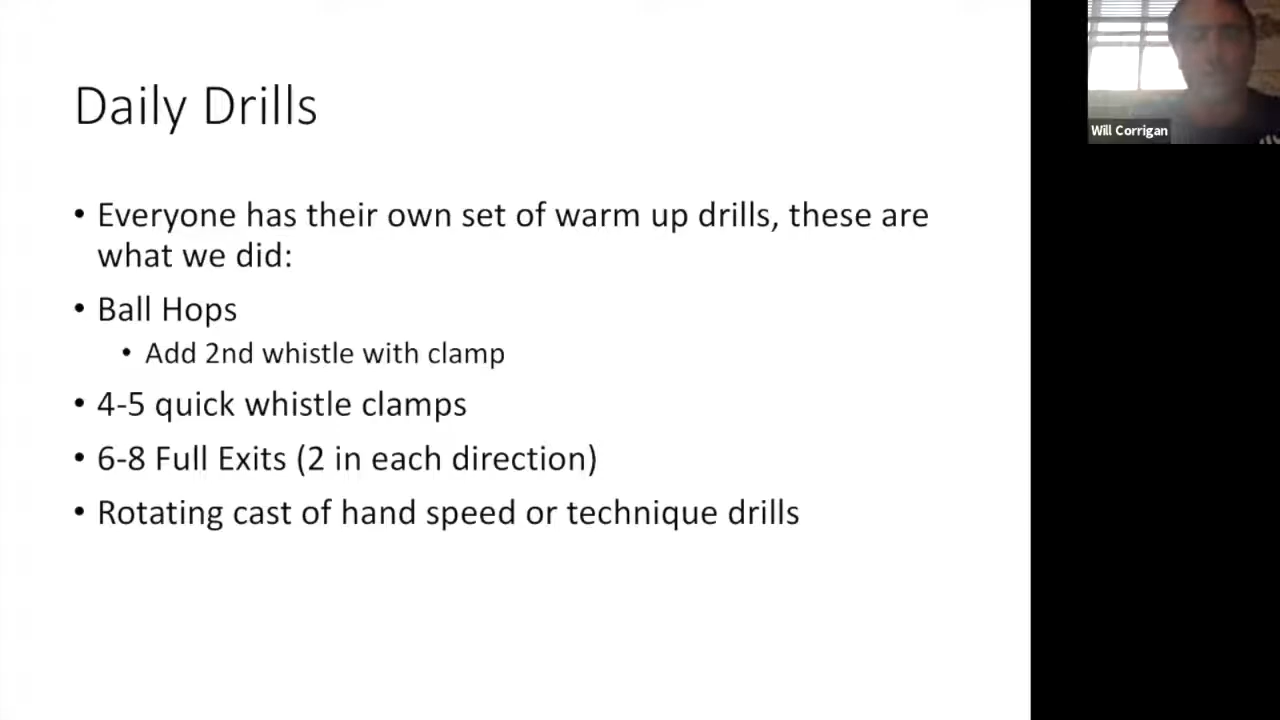 Daily Drills
• Everyone has their own set of warm up drills, these are
what we did:
• Ball Hops
• Add 2nd whistle with clamp
• 4-5 quick whistle clamps
• 6-8 Full Exits (2 in each direction)
• Rotating cast of hand speed or technique drills
Will Corrigan